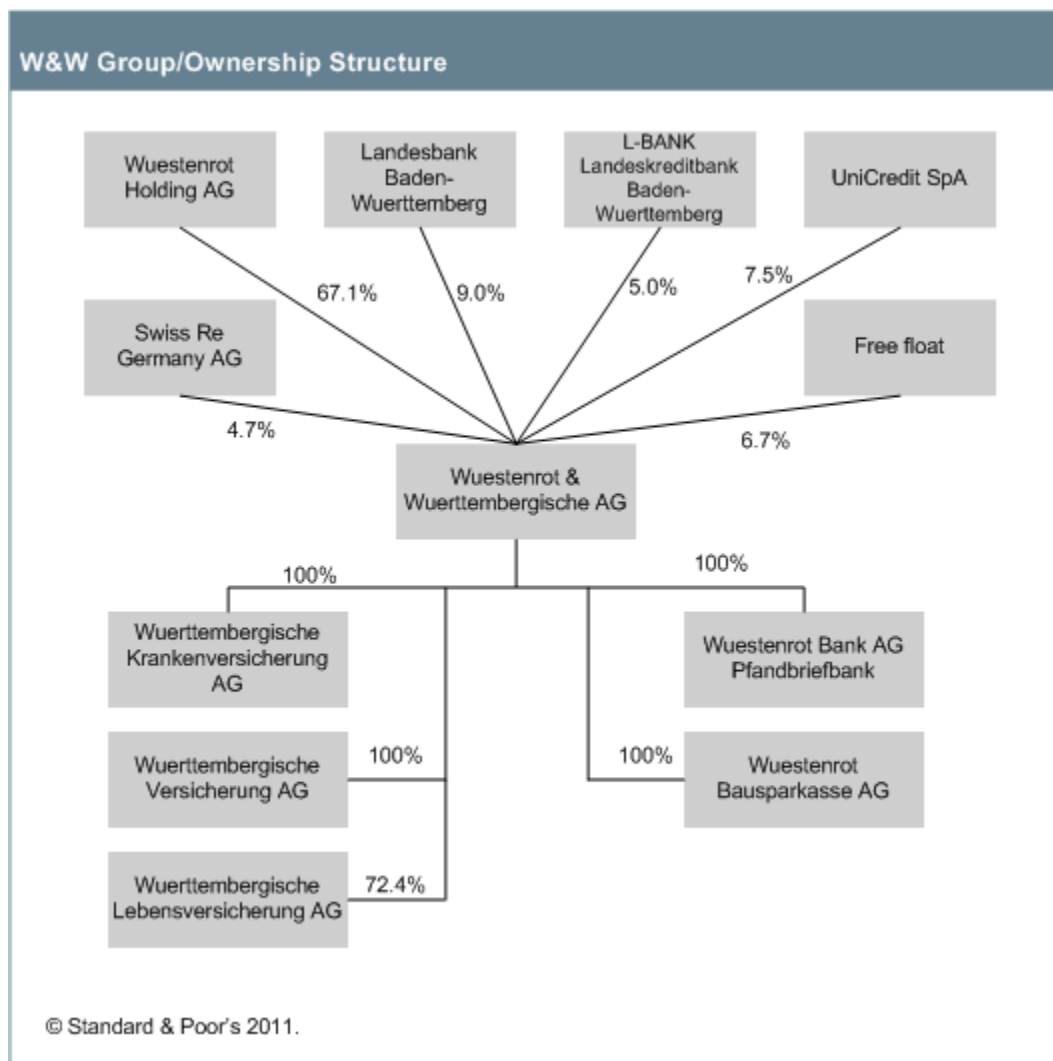 W&W Group/Ownership Structure
Wuestenrot
Holding AG
Landesbank
Baden-
Wuerttemberg
L-BANK
Landeskreditbank
Baden-
Wuerttemberg
UniCredit SpA
67.1%
9.0%
5.0%
7.5%
Swiss Re
Germany AG
Free float
4.7%
6.7%
Wuestenrot &
Wuerttembergische AG
100%
100%
Wuerttembergische
Krankenversicherung
AG
Wuestenrot Bank AG
Pfandbriefbank
Wuerttembergische
Versicherung AG
100%
100%
Wuestenrot
Bausparkasse AG
Wuerttembergische
Lebensversicherung AG
72.4%
© Standard & Poor's 2011.